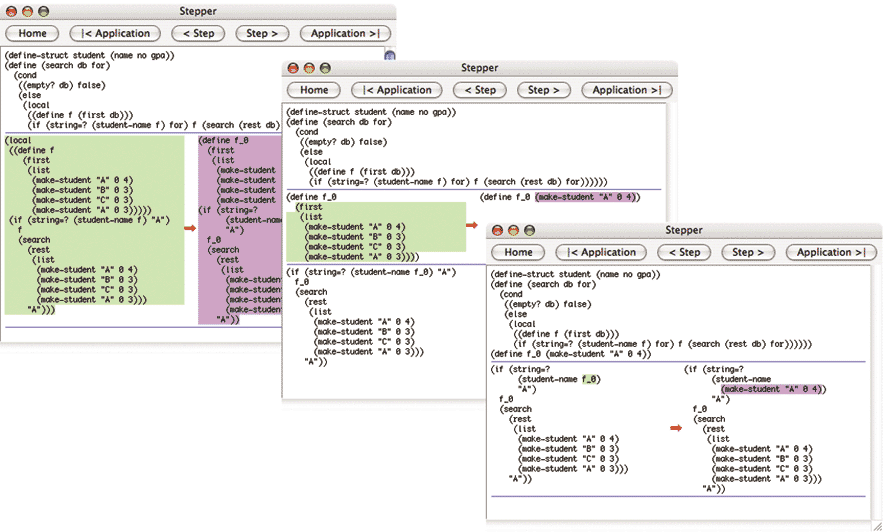 Stepper
Home |< Application < Step Step > Application >|
(define-struct student (name no gpa))
(define (search db for)
(cond
((empty? db) false)
(else
(local
((define f (first db)))
(if (string=? (student-name f) for) f (search (rest db)
(local
((define f
(first
(list
(make-student "A" 0 4)
(make-student "B" 0 3)
(make-student "C" 0 3)
(make-student "A" 0 3)))))
(if (string=? (student-name f) "A")
f
(search
(rest
(list
(make-student "A" 0 4)
(make-student "B" 0 3)
(make-student "C" 0 3)
(make-student "A" 0 3)))
"A")))
(define f_0
(first
(list
(make-student
(make-student
(make-student
(make-student
(if (string=?
(student-name
"A")
f_0
(search
(rest
(list
(make-student
(make-student
(make-student
(make-student
"A"))
Stepper
Home |< Application < Step Step > Application >|
(define-struct student (name no gpa))
(define (search db for)
(cond
((empty? db) false)
(else
(local
((define f (first db)))
(if (string=? (student-name f) for) f (search (rest db) for))))))
(define f_0
(first
(list
(make-student "A" 0 4)
(make-student "B" 0 3)
(make-student "C" 0 3)
(make-student "A" 0 3))))
(define f_0 (make-student "A" 0 4))
(if (string=? (student-name f_0) "A")
f_0
(search
(rest
(list
(make-student "A" 0 4)
(make-student "B" 0 3)
(make-student "C" 0 3)
(make-student "A" 0 3)))
"A"))
Stepper
Home |< Application < Step Step > Application >|
(define-struct student (name no gpa))
(define (search db for)
(cond
((empty? db) false)
(else
(local
((define f (first db)))
(if (string=? (student-name f) for) f (search (rest db) for))))))
(define f_0 (make-student "A" 0 4))
(if (string=?
(student-name f_0)
"A")
f_0
(search
(rest
(list
(make-student "A" 0 4)
(make-student "B" 0 3)
(make-student "C" 0 3)
(make-student "A" 0 3)))
"A"))
(if (string=?
(student-name
(make-student "A" 0 4))
"A")
f_0
(search
(rest
(list
(make-student "A" 0 4)
(make-student "B" 0 3)
(make-student "C" 0 3)
(make-student "A" 0 3)))
"A"))